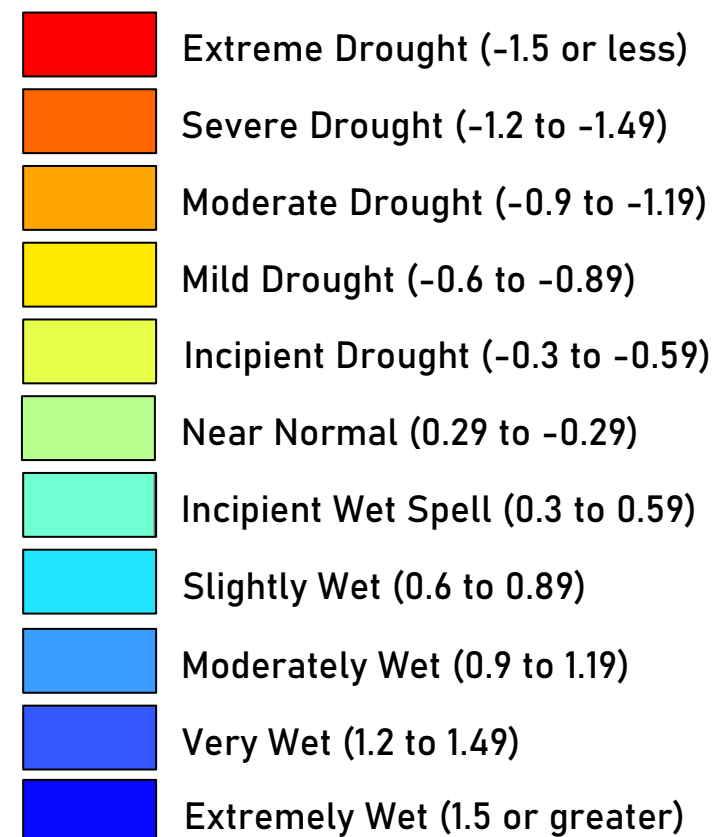 Extreme Drought (-1.5 or less)
Severe Drought (-1.2 to -1.49)
Moderate Drought (-0.9 to -1.19)
Mild Drought (-0.6 to -0.89)
Incipient Drought (-0.3 to -0.59)
Near Normal (0.29 to -0.29)
Incipient Wet Spell (0.3 to 0.59)
Slightly Wet (0.6 to 0.89)
Moderately Wet (0.9 to 1.19)
Very Wet (1.2 to 1.49)
Extremely Wet (1.5 or greater)